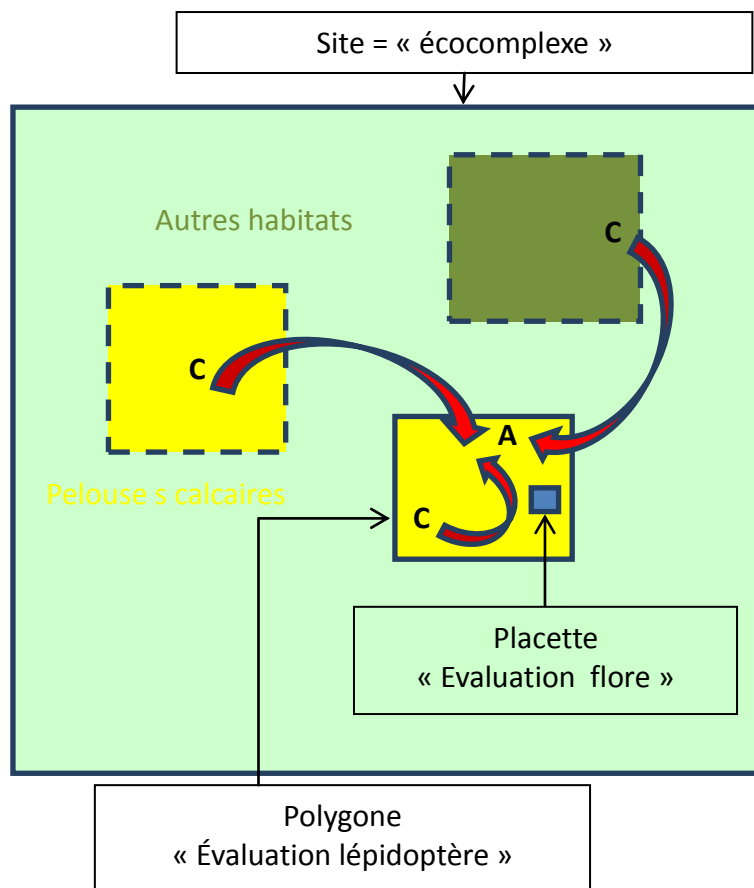 Site = « écocomplexe »
Autres habitats
C
C
A
Pelouse s calcaires
C
Placette
« Evaluation  flore »
Polygone
« Évaluation lépidoptère »